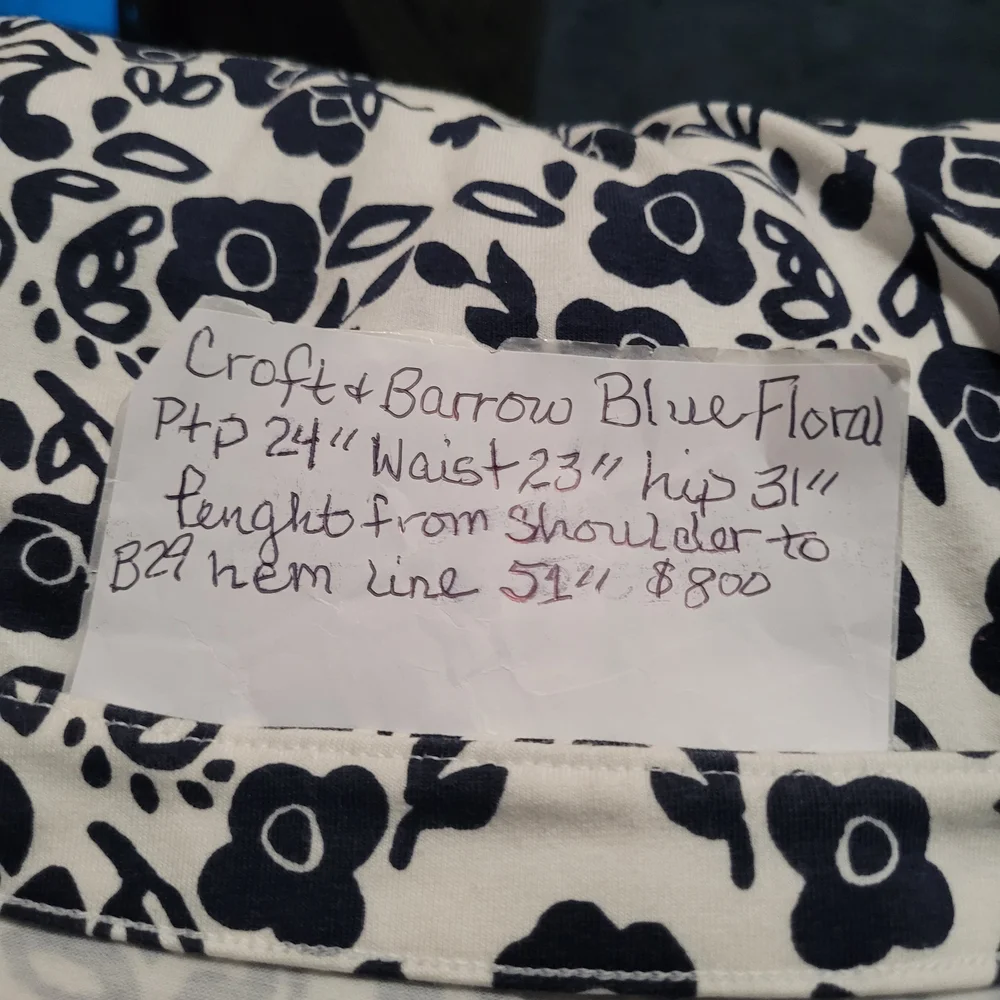 Croft & Barrow Blue Floral
Ptp 24" Waist 23" hip 31"
lenght from shoulder to
B29 hem line 51" $800